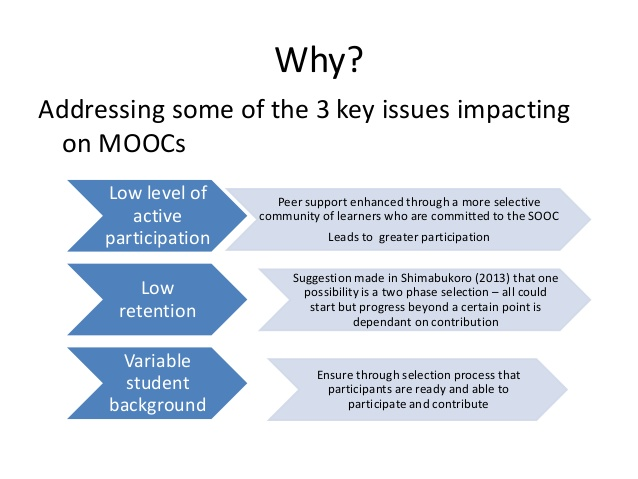 Why?
Addressing some of the 3 key issues impacting
on MOOCs
Low level of
active
participation
Peer support enhanced through a more selective
community of learners who are committed to the SOOC
Leads to greater participation
Low
retention
Suggestion made in Shimabukoro (2013) that one
possibility is a two phase selection – all could
start but progress beyond a certain point is
dependant on contribution
Variable
student
background
Ensure through selection process that
participants are ready and able to
participate and contribute